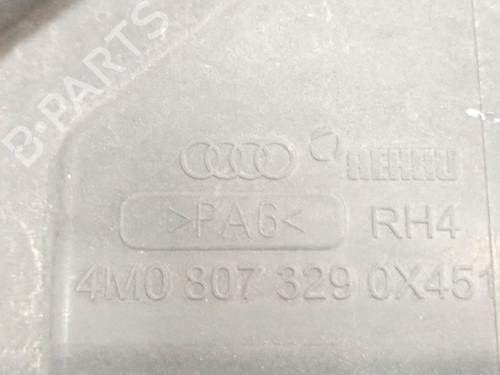 B-PARTS
REHAU
>PA6< RH4
4M0 807 329 0X451